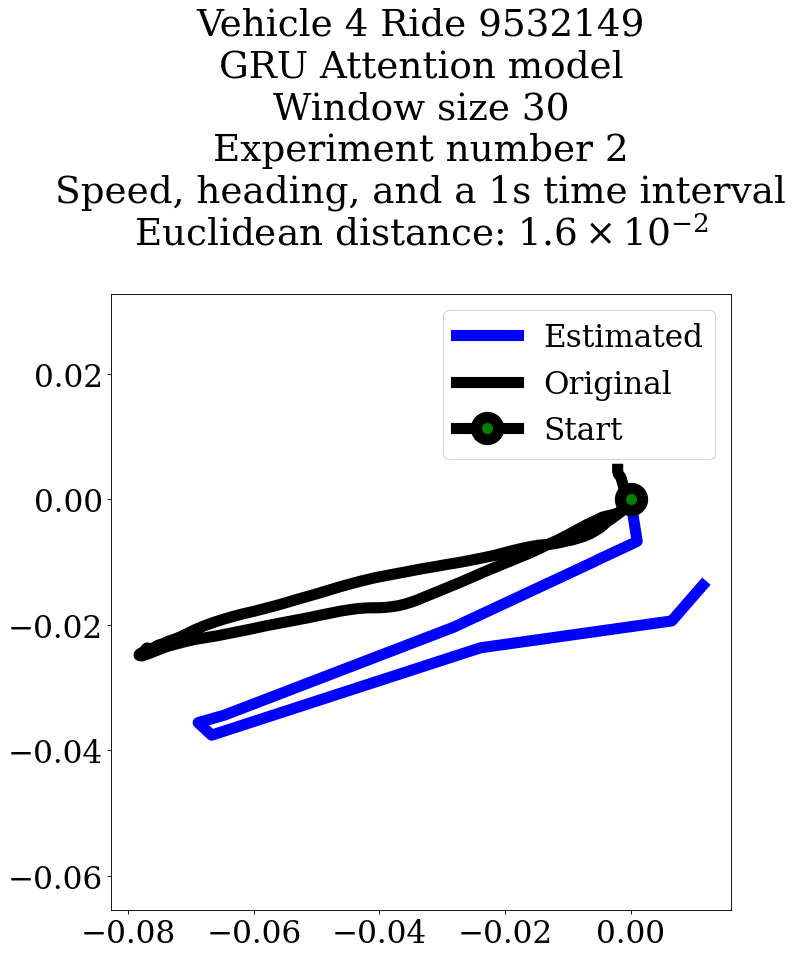 Vehicle 4 Ride 9532149
GRU Attention model
Window size 30
Experiment number 2
Speed, heading, and a 1s time interval
Euclidean distance: 1.6 × 10⁻²
Estimated
Original
Start
0.02
0.00
−0.02
−0.04
−0.06
−0.08 −0.06 −0.04 −0.02 0.00